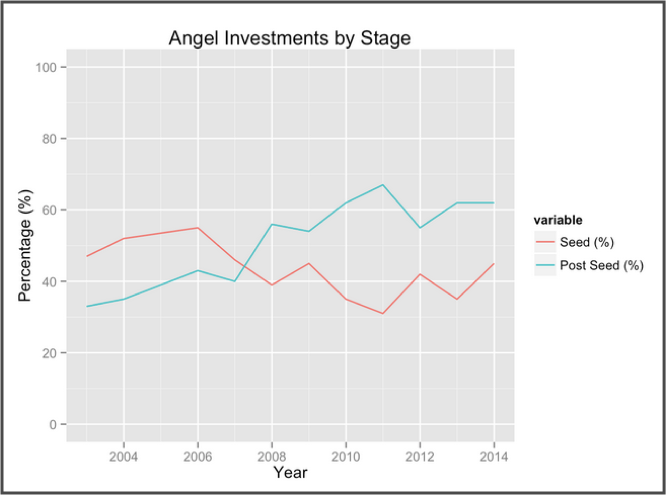 Angel Investments by Stage
100
80
60
40
20
0
Percentage (%)
2004 2006 2008 2010 2012 2014
Year
variable
Seed (%)
Post Seed (%)